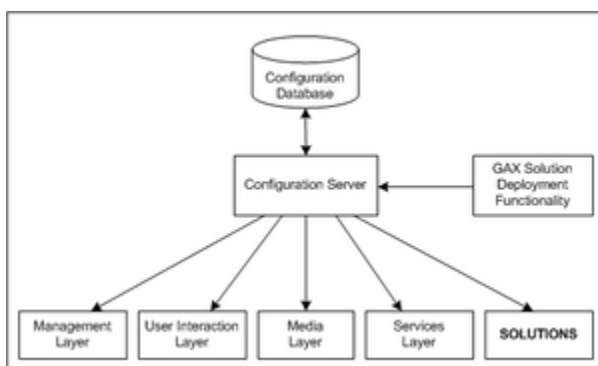 Configuration
Database
Configuration Server
GAX Solution
Deployment
Functionality
Management
Layer
User Interaction
Layer
Media
Layer
Services
Layer
SOLUTIONS